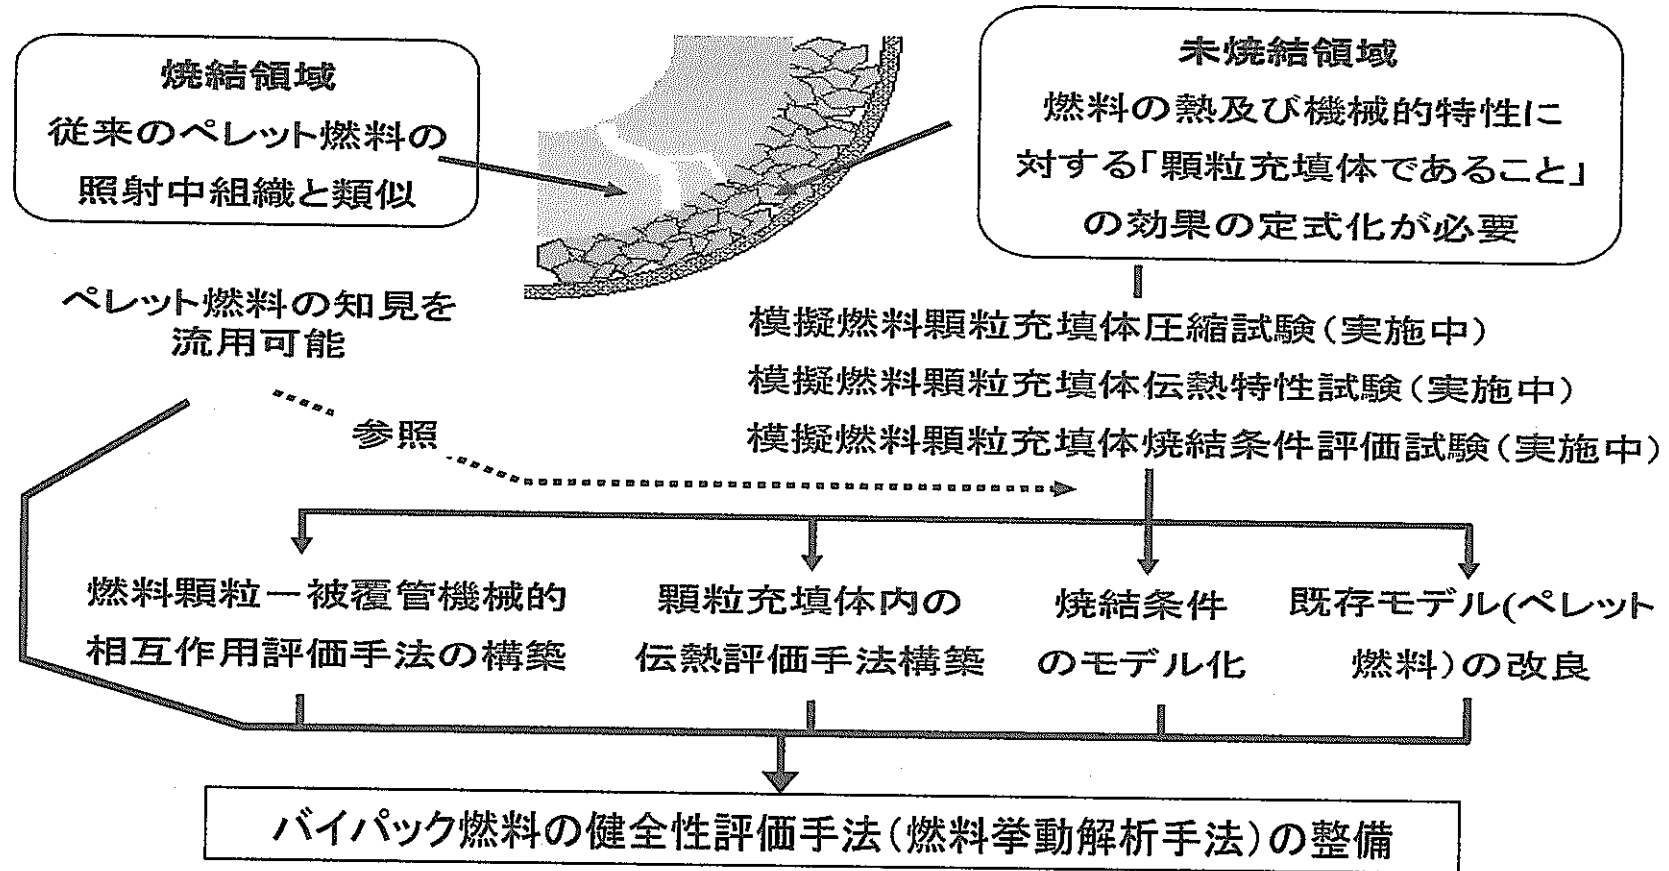 焼結領域
従来のペレット燃料の
照射中組織と類似
未焼結領域
燃料の熱及び機械的特性に
対する「顆粒充填体であること」
の効果の定式化が必要
ペレット燃料の知見を
流用可能
模擬燃料顆粒充填体圧縮試験(実施中)
模擬燃料顆粒充填体伝熱特性試験(実施中)
模擬燃料顆粒充填体焼結条件評価試験(実施中)
参照
燃料顆粒ー被覆管機械的
相互作用評価手法の構築
顆粒充填体内の
伝熱評価手法構築
焼結条件
のモデル化
既存モデル(ペレット
燃料)の改良
バイパック燃料の健全性評価手法(燃料挙動解析手法)の整備